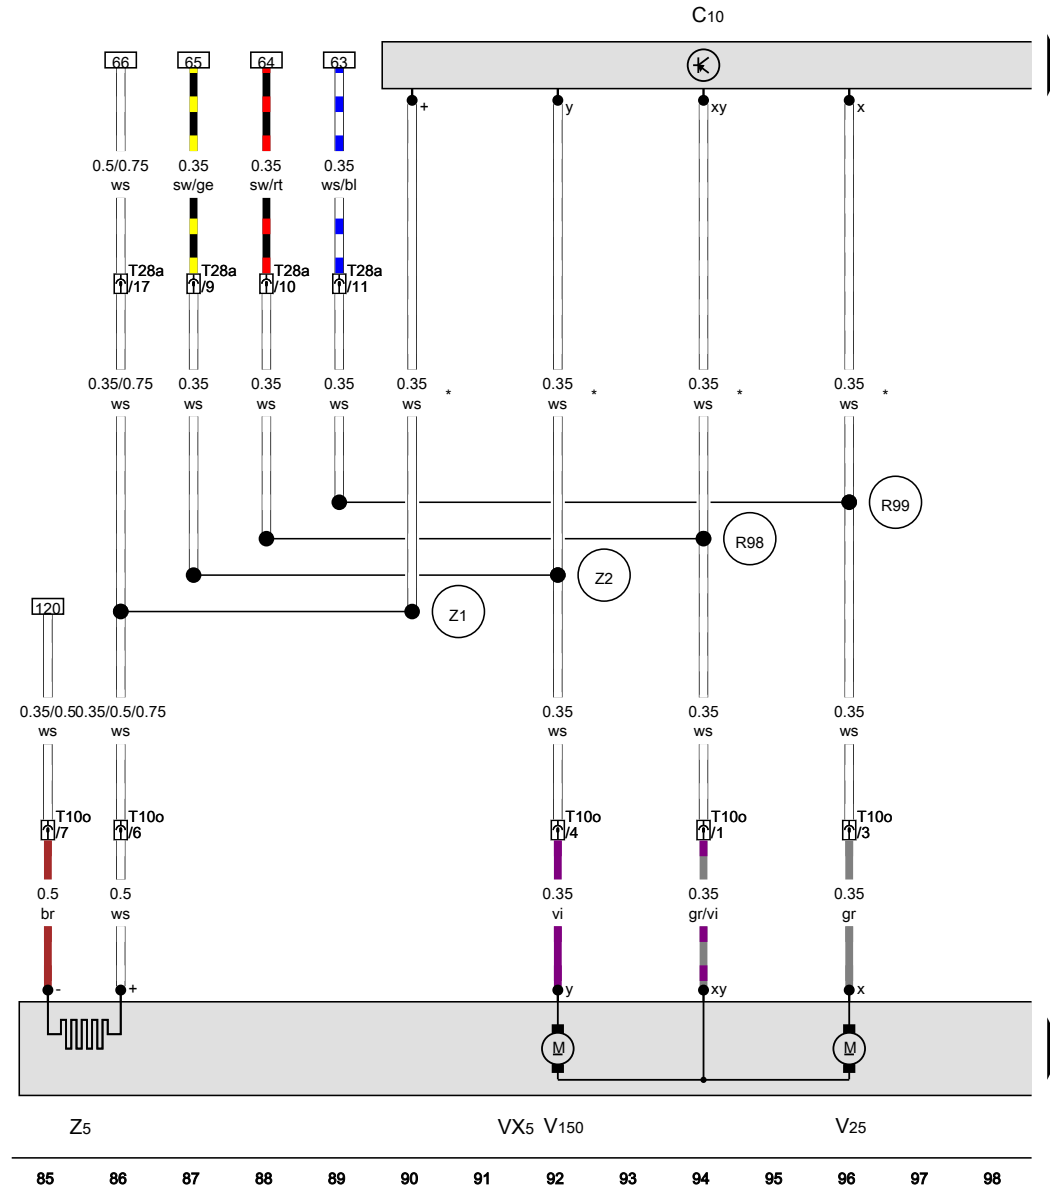 C10
66 65 64 63
+ y xy x
0.5/0.75 0.35 0.35 0.35
ws sw/ge sw/rt ws/bl
T28a T28a T28a T28a
/17 /9 /10 /11
0.35/0.75 0.35 0.35 0.35 0.35 0.35 0.35 0.35
ws ws ws ws ws * ws * ws * ws *
R99
R98
Z2
120
Z1
0.35/0.5 0.35/0.5/0.75 0.35 0.35 0.35
ws ws ws ws ws
T10o T10o T10o T10o T10o
/7 /6 /4 /1 /3
0.5 0.5 0.35 0.35 0.35
br ws vi gr/vi gr
- + y xy x
M M
Z5 VX5 V150 V25
85 86 87 88 89 90 91 92 93 94 95 96 97 98